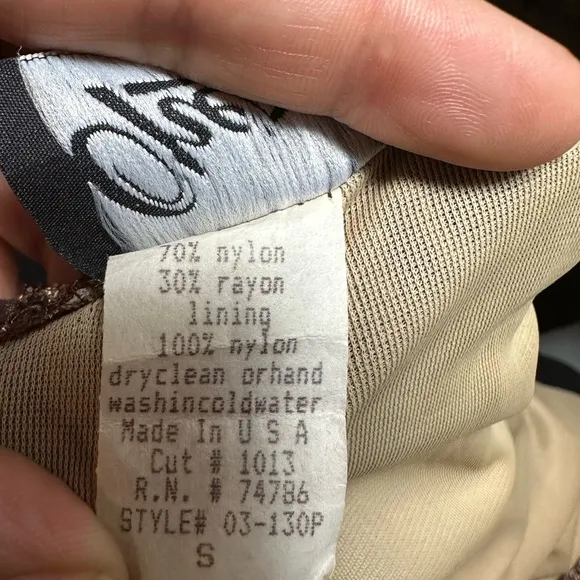 70% nylon
30% rayon
lining
100% nylon
dryclean orhand
washincoldwater
Made In U S A
Cut # 1013
R.N. # 74786
STYLE# 03-130P
S